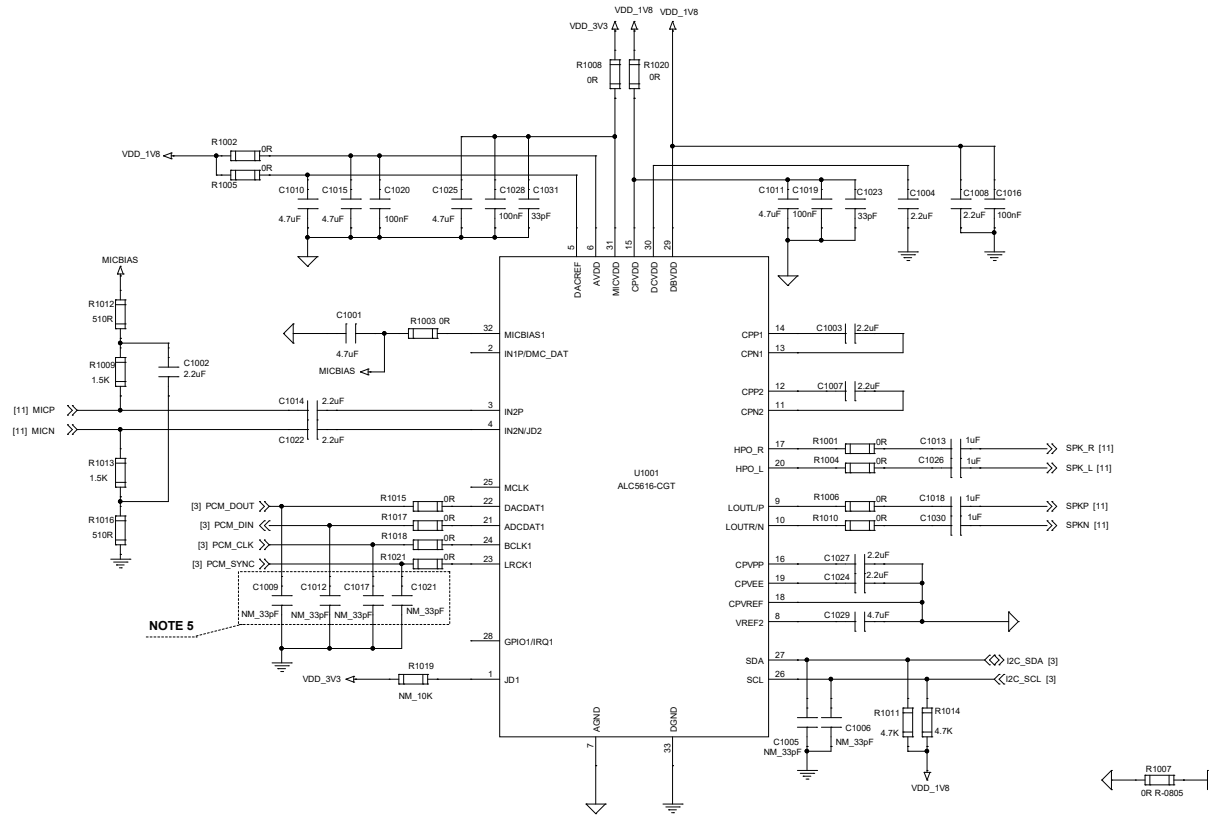 VDD_1V8
VDD_3V3
VDD_1V8
R1008
0R
R1020
0R
R1002
0R
VDD_1V8
0R
R1005
C1010
4.7uF
C1015
4.7uF
C1020
100nF
C1025
4.7uF
C1028
100nF
C1031
33pF
C1011
4.7uF
C1019
100nF
C1023
33pF
C1004
2.2uF
C1008
2.2uF
C1016
100nF
5
6
31
15
30
29
DACREF
AVDD
MICVDD
CPVDD
DCVDD
DBVDD
MICBIAS
R1012
510R
R1009
1.5K
C1002
2.2uF
C1001
4.7uF
R1003 0R
MICBIAS
32
MICBIAS1
2
IN1P/DMC_DAT
[11] MICP
[11] MICN
C1014
2.2uF
C1022
2.2uF
3
IN2P
4
IN2N/JD2
R1013
1.5K
R1016
510R
U1001
ALC5616-CGT
25
MCLK
[3] PCM_DOUT
R1015
0R
22
DACDAT1
[3] PCM_DIN
R1017
0R
21
ADCDAT1
[3] PCM_CLK
R1018
0R
24
BCLK1
[3] PCM_SYNC
R1021
0R
23
LRCK1
C1009
C1012
C1017
C1021
NM_33pF
NM_33pF
NM_33pF
NM_33pF
NOTE 5
28
GPIO1/IRQ1
VDD_3V3
R1019
NM_10K
1
JD1
CPP1
14
C1003
2.2uF
CPN1
13
CPP2
12
C1007
2.2uF
CPN2
11
HPO_R
17
R1001
0R
C1013
1uF
SPK_R [11]
HPO_L
20
R1004
0R
C1026
1uF
SPK_L [11]
LOUTL/P
9
R1006
0R
C1018
1uF
SPKP [11]
LOUTR/N
10
R1010
0R
C1030
1uF
SPKN [11]
CPVPP
16
C1027
2.2uF
CPVEE
19
C1024
2.2uF
CPVREF
18
VREF2
8
C1029
4.7uF
SDA
27
I2C_SDA [3]
SCL
26
I2C_SCL [3]
C1005
NM_33pF
C1006
NM_33pF
R1011
4.7K
R1014
4.7K
VDD_1V8
AGND
7
DGND
33
R1007
0R R-0805